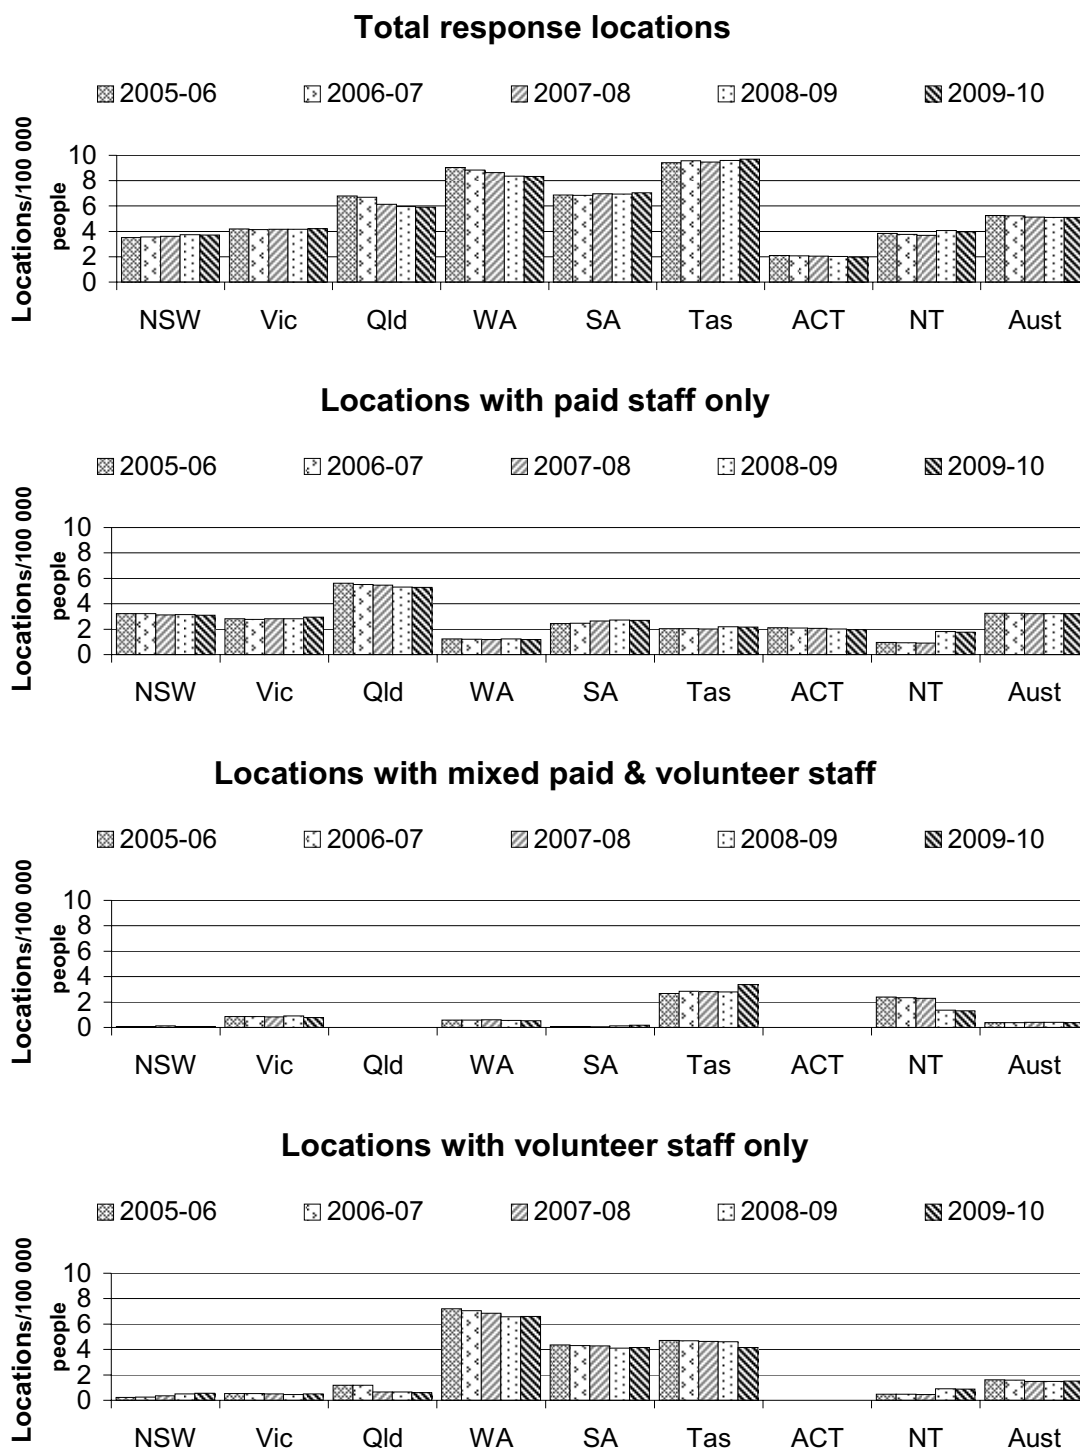 Total response locations
2005-06 2006-07 2007-08 2008-09 2009-10
Locations/100 000
people
10
8
6
4
2
0
NSW Vic Qld WA SA Tas ACT NT Aust
Locations with paid staff only
2005-06 2006-07 2007-08 2008-09 2009-10
Locations/100 000
people
10
8
6
4
2
0
NSW Vic Qld WA SA Tas ACT NT Aust
Locations with mixed paid & volunteer staff
2005-06 2006-07 2007-08 2008-09 2009-10
Locations/100 000
people
10
8
6
4
2
0
NSW Vic Qld WA SA Tas ACT NT Aust
Locations with volunteer staff only
2005-06 2006-07 2007-08 2008-09 2009-10
Locations/100 000
people
10
8
6
4
2
0
NSW Vic Qld WA SA Tas ACT NT Aust